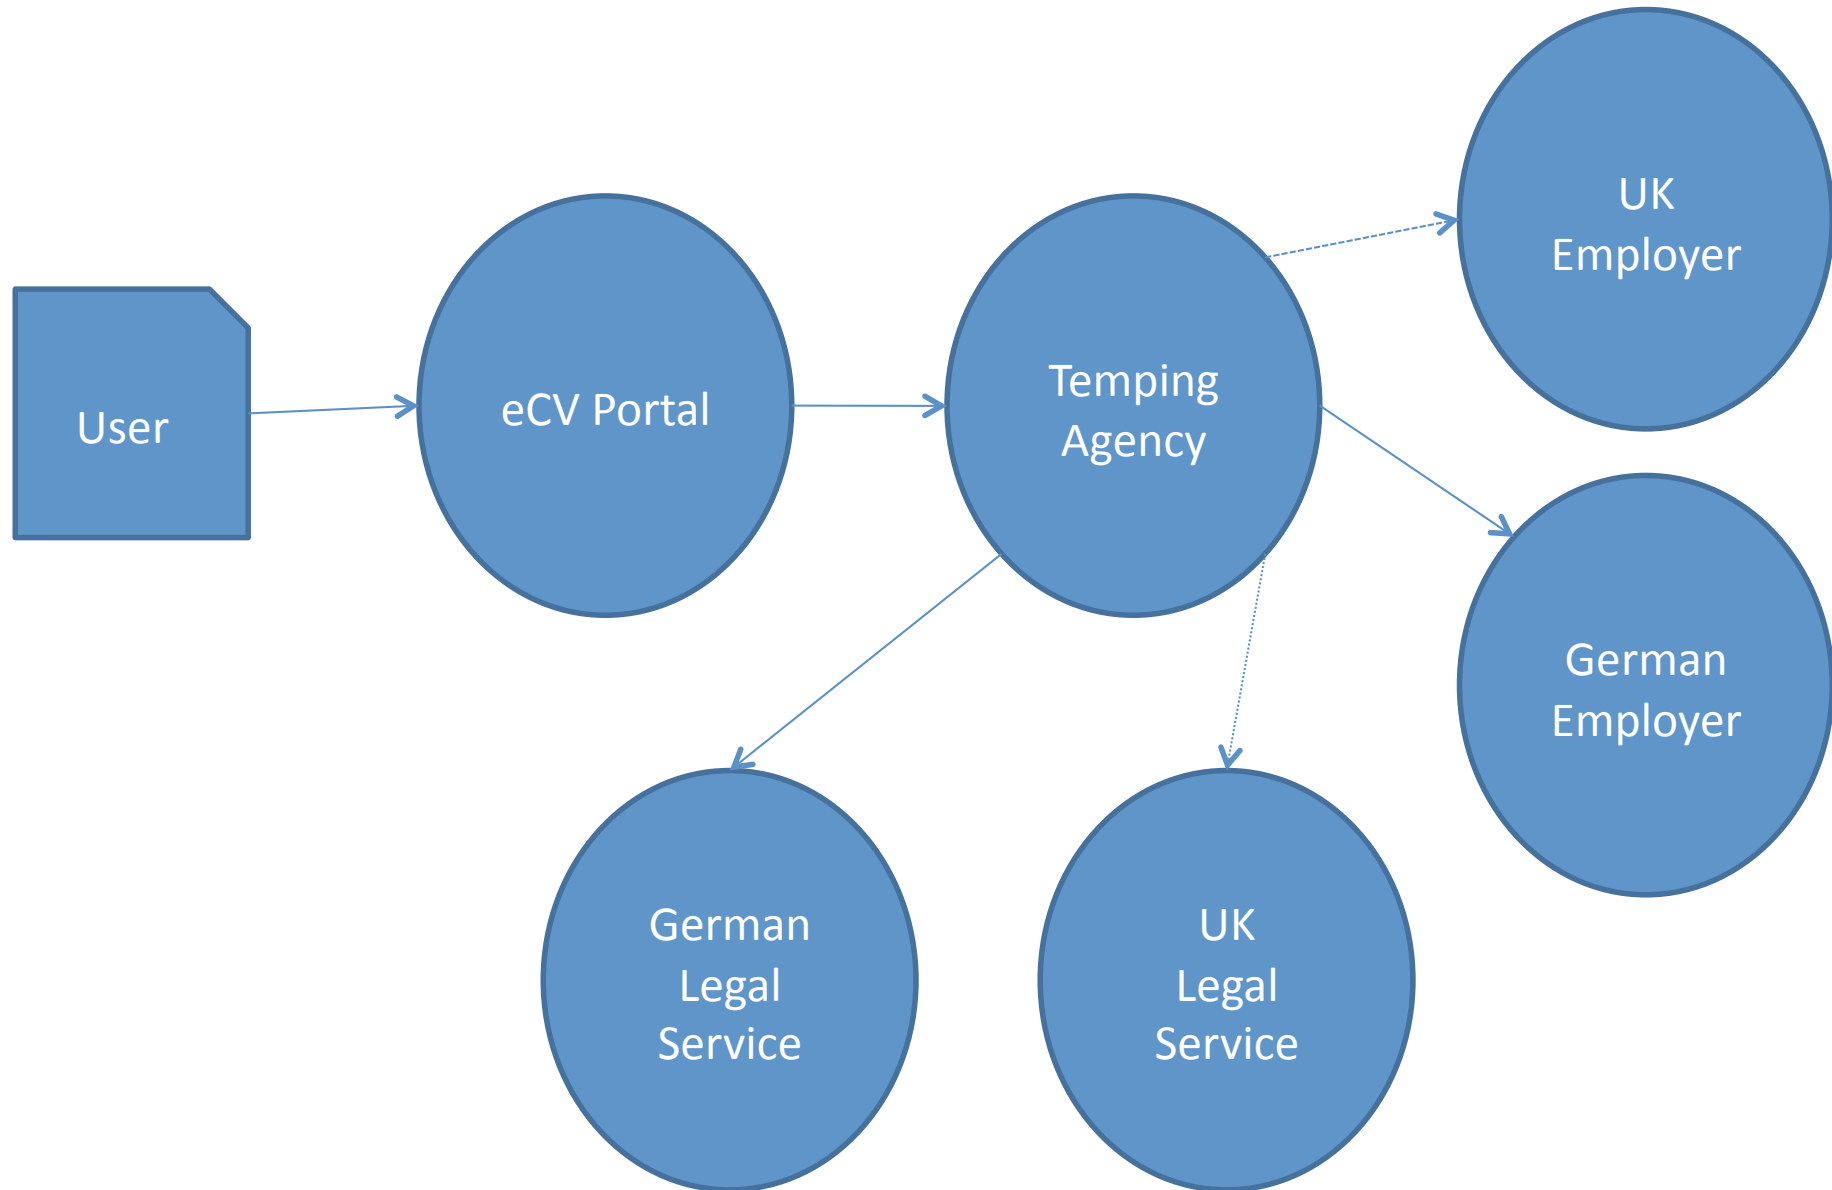 User
eCV Portal
Temping
Agency
UK
Employer
German
Employer
German
Legal
Service
UK
Legal
Service